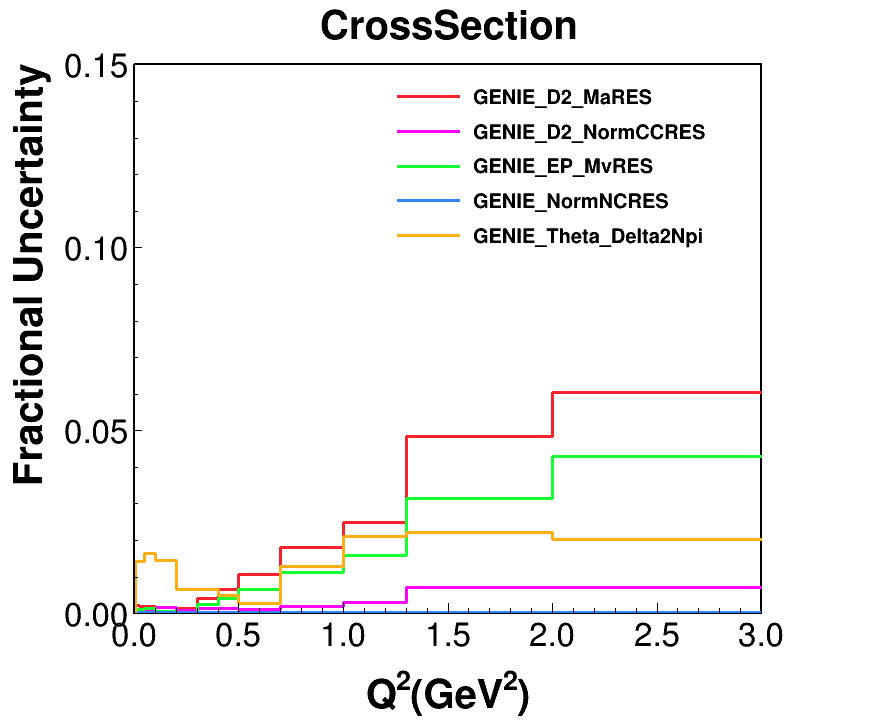 CrossSection
Fractional Uncertainty
0.15
0.10
0.05
0.00
GENIE_D2_MaRES
GENIE_D2_NormCCRES
GENIE_EP_MvRES
GENIE_NormNCRES
GENIE_Theta_Delta2Npi
0.0 0.5 1.0 1.5 2.0 2.5 3.0
Q²(GeV²)